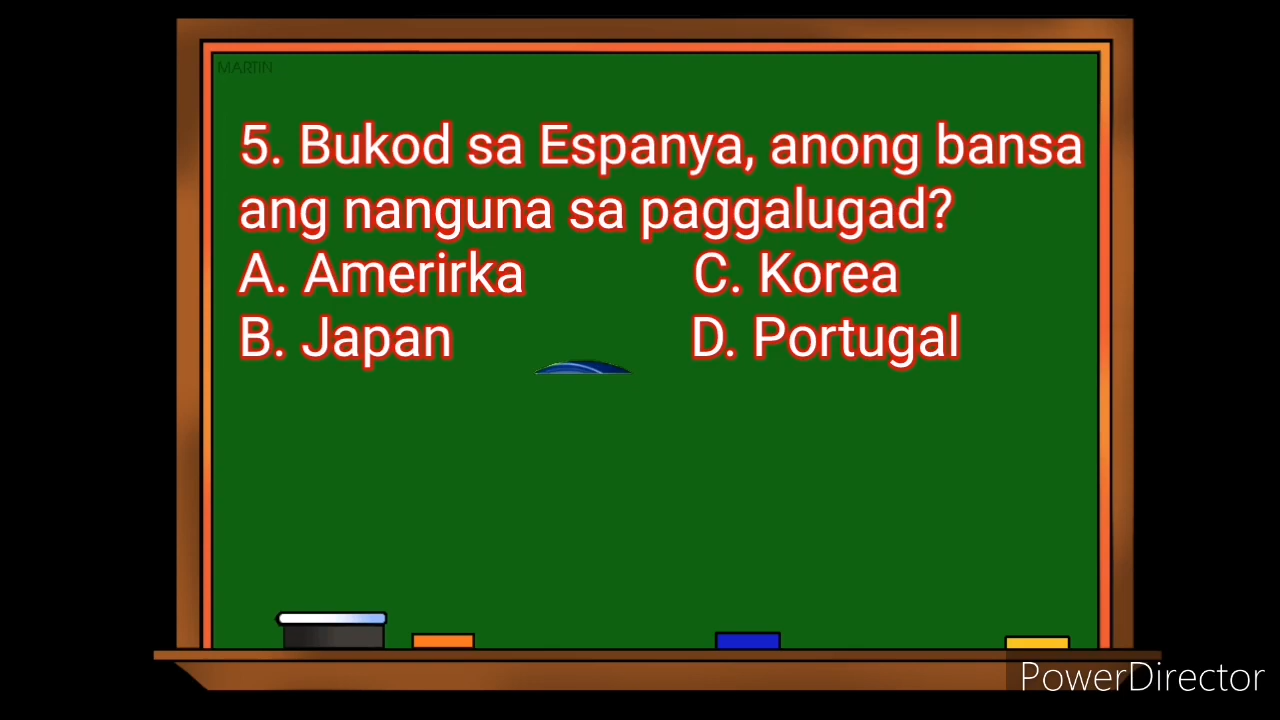 MARTIN
5. Bukod sa Espanya, anong bansa
ang nanguna sa paggalugad?
A. Amerirka C. Korea
B. Japan D. Portugal
PowerDirector